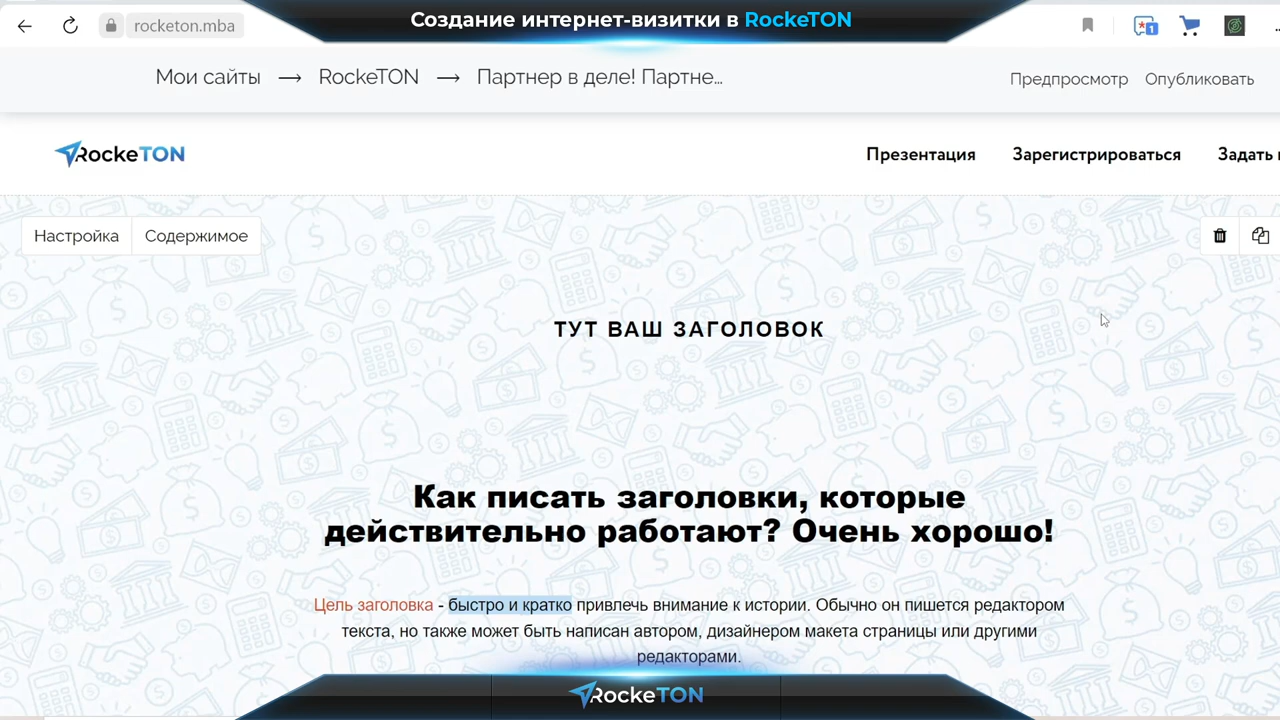 Создание интернет-визитки в RockeTON
rocketon.mba
1
Мои сайты → RockeTON → Партнер в деле! Партне...
Предпросмотр Опубликовать
RockeTON
Презентация Зарегистрироваться Задать
Настройка Содержимое
ТУТ ВАШ ЗАГОЛОВОК
Как писать заголовки, которые
действительно работают? Очень хорошо!
Цель заголовка - быстро и кратко привлечь внимание к истории. Обычно он пишется редактором
текста, но также может быть написан автором, дизайнером макета страницы или другими
редакторами.
RockeTON